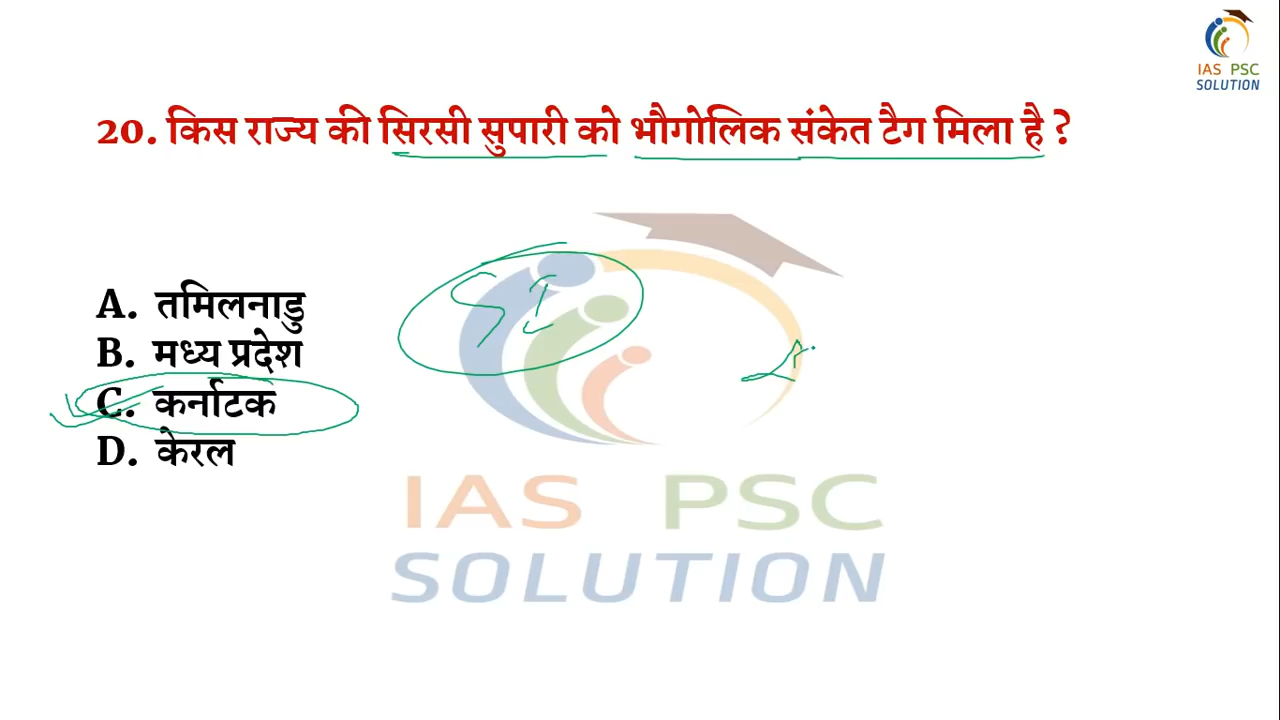 IAS PSC
SOLUTION
20. किस राज्य की सिरसी सुपारी को भौगोलिक संकेत टैग मिला है ?
A. तमिलनाडु
B. मध्य प्रदेश
C. कर्नाटक
D. केरल
IAS PSC
SOLUTION